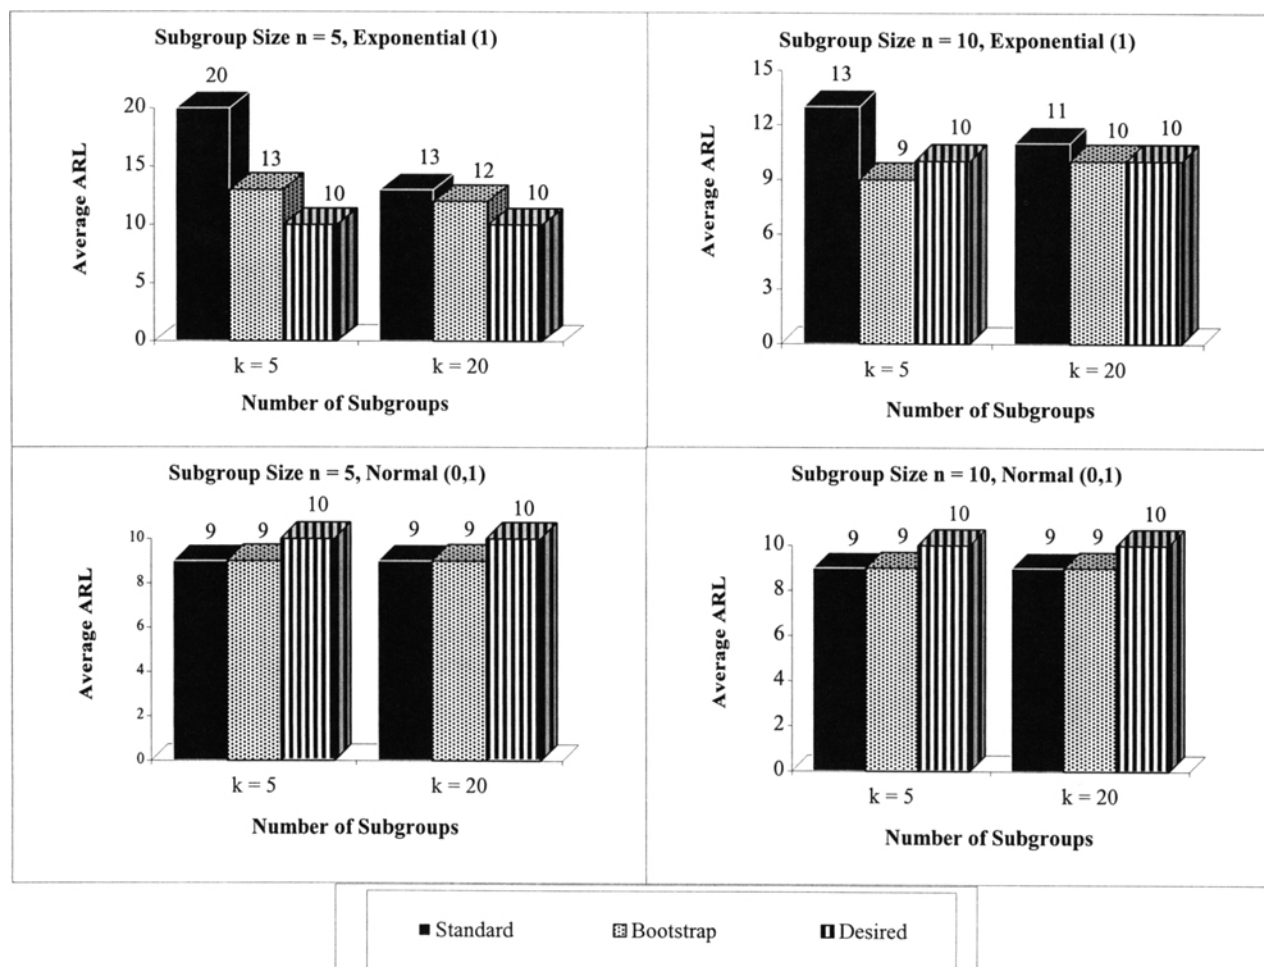 Subgroup Size n = 5, Exponential (1)
20
13
10
13
12
10
20
15
10
5
0
Average ARL
k = 5
k = 20
Number of Subgroups
Subgroup Size n = 10, Exponential (1)
13
9
10
11
10
10
15
12
9
6
3
0
Average ARL
k = 5
k = 20
Number of Subgroups
Subgroup Size n = 5, Normal (0,1)
9
9
10
9
9
10
10
8
6
4
2
0
Average ARL
k = 5
k = 20
Number of Subgroups
Subgroup Size n = 10, Normal (0,1)
9
9
10
9
9
10
10
8
6
4
2
0
Average ARL
k = 5
k = 20
Number of Subgroups
Standard
Bootstrap
Desired